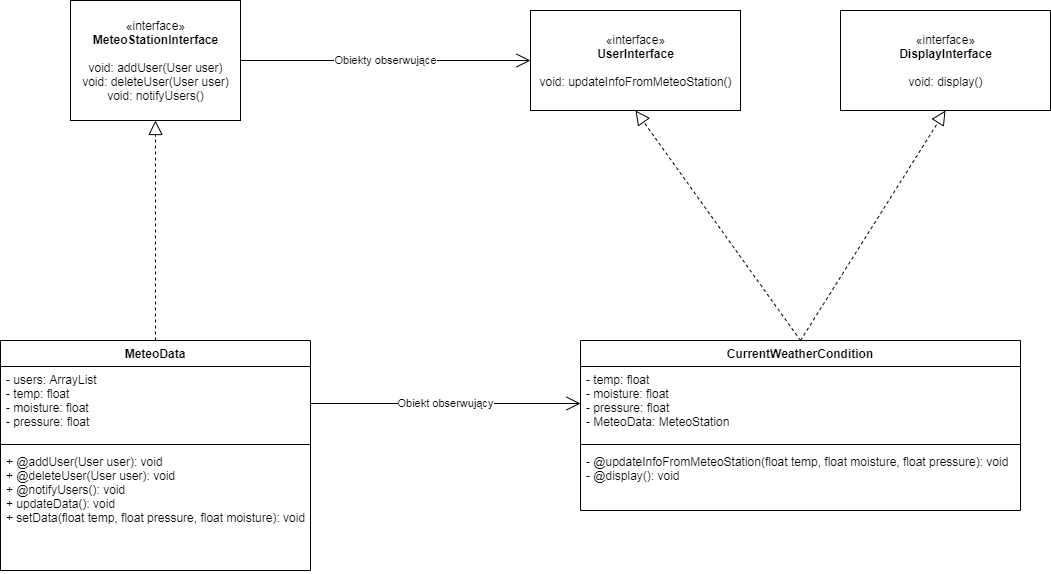 «interface»
MeteoStationInterface
void: addUser(User user)
void: deleteUser(User user)
void: notifyUsers()
Obiekty obserwujące
«interface»
UserInterface
void: updateInfoFromMeteoStation()
«interface»
DisplayInterface
void: display()
MeteoData
- users: ArrayList
- temp: float
- moisture: float
- pressure: float
+ @addUser(User user): void
+ @deleteUser(User user): void
+ @notifyUsers(): void
+ updateData(): void
+ setData(float temp, float pressure, float moisture): void
Obiekt obserwujący
CurrentWeatherCondition
- temp: float
- moisture: float
- pressure: float
- MeteoData: MeteoStation
- @updateInfoFromMeteoStation(float temp, float moisture, float pressure): void
- @display(): void